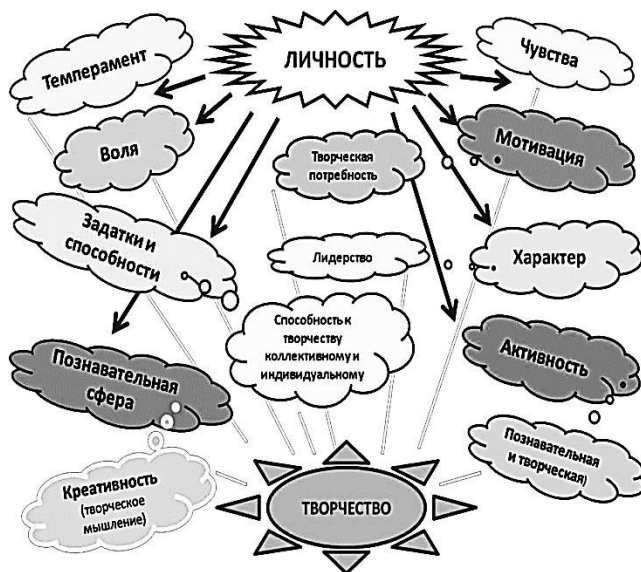 ЛИЧНОСТЬ
Темперамент
Чувства
Воля
Мотивация
Творческая
потребность
Задатки и
способности
Лидерство
Характер
Способность к
творчеству
коллективному и
индивидуальному
Познавательная
сфера
Активность
Креативность
(творческое
мышление)
Познавательная
и творческая)
ТВОРЧЕСТВО